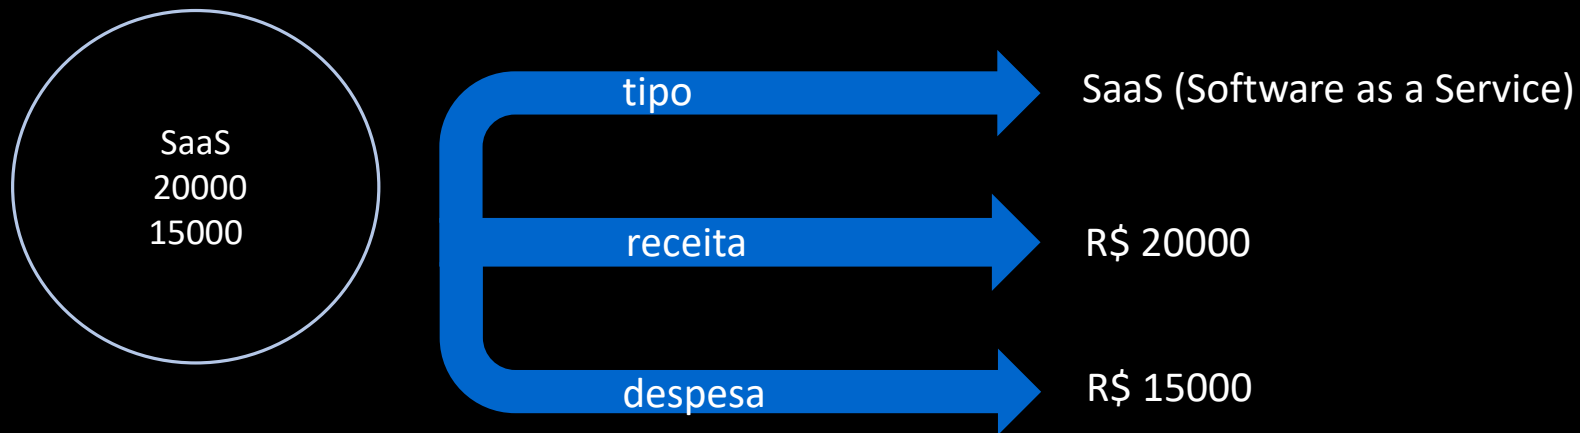 SaaS
20000
15000
tipo
SaaS (Software as a Service)
receita
R$ 20000
despesa
R$ 15000